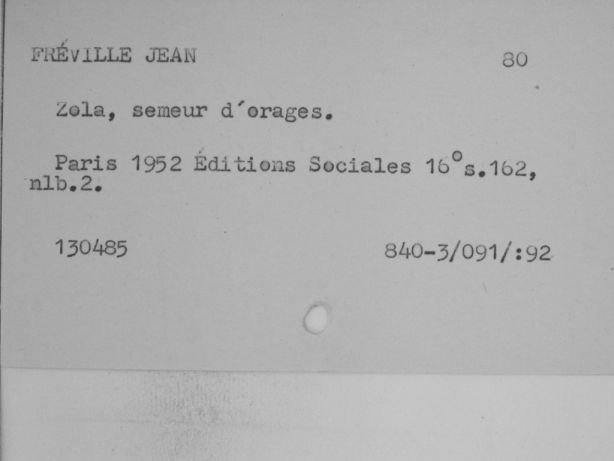 FRÉVILLE JEAN 80
Zola, semeur d'orages.
Paris 1952 Éditions Sociales 16°s.162,
nlb.2.
130485 840-3/091/:92